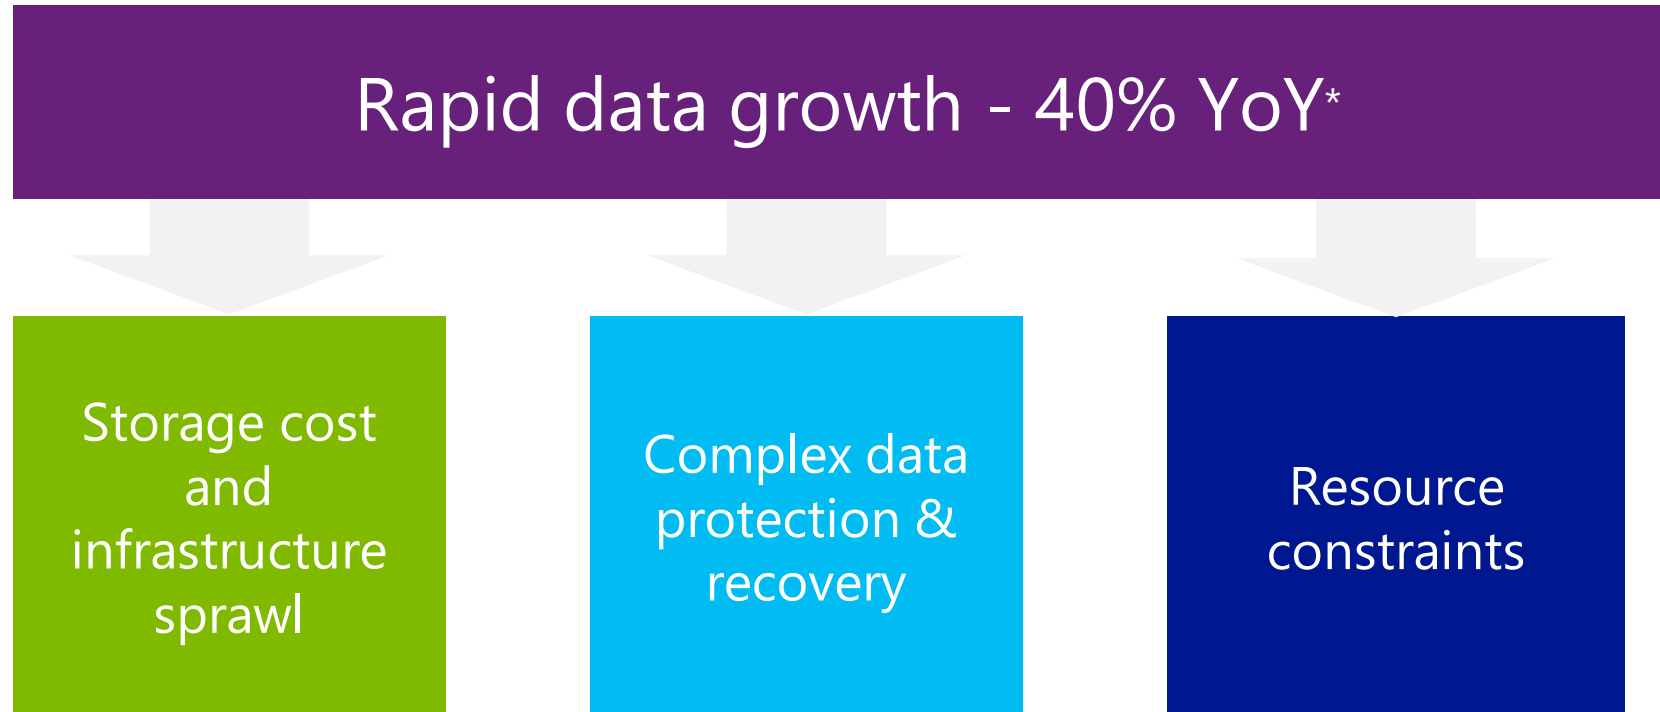 Rapid data growth - 40% YoY*
Storage cost
and
infrastructure
sprawl
Complex data
protection &
recovery
Resource
constraints